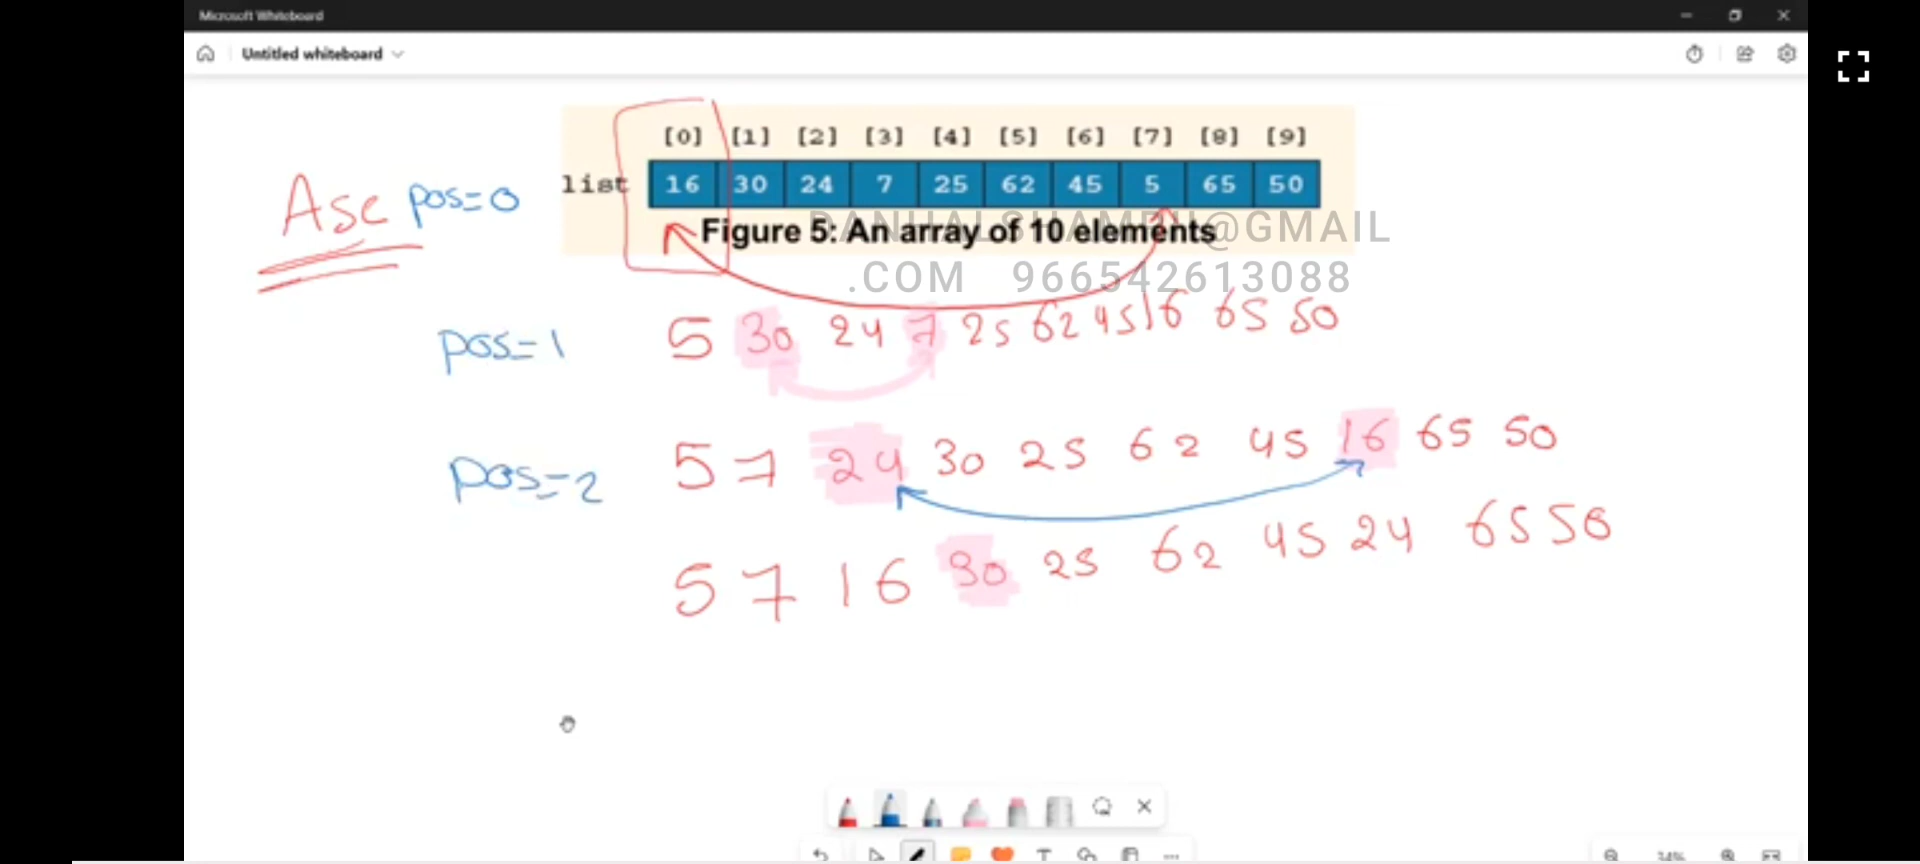 Microsoft Whiteboard
Untitled whiteboard
[0] [1] [2] [3] [4] [5] [6] [7] [8] [9]
Asc pos=0 list 16 30 24 7 25 62 45 5 65 50
Figure 5: An array of 10 elements
DANHALSHAMRI@GMAIL
.COM 966542613088
pos=1 5 30 24 7 25 62 45 16 65 50
pos=2 5 7 24 30 25 62 45 16 65 50
5 7 16 30 25 62 45 24 65 50
34%